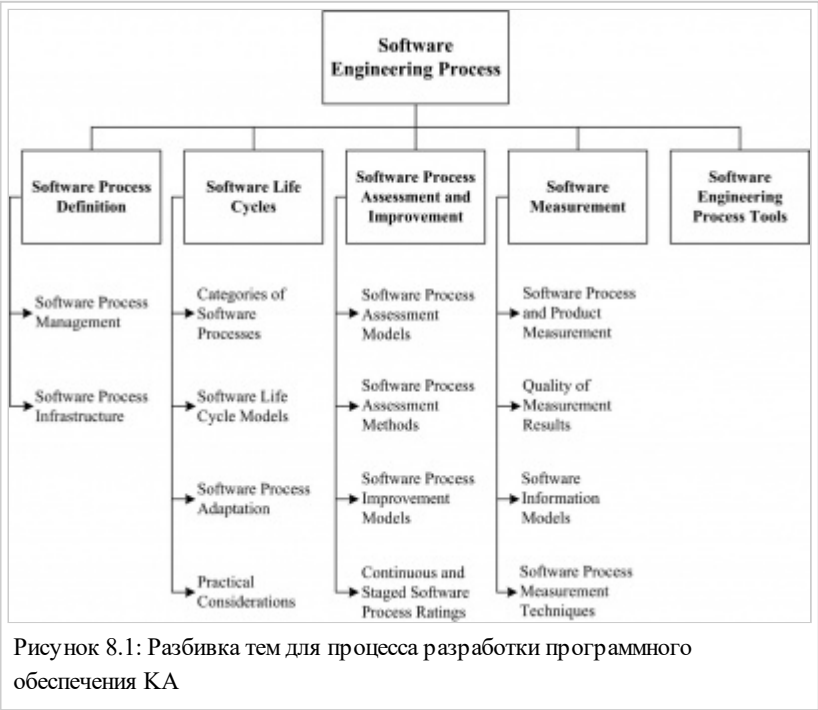 Software
Engineering Process
Software Process
Definition
Software Process
Management
Software Process
Infrastructure
Software Life
Cycles
Categories of
Software
Processes
Software Life
Cycle Models
Software Process
Adaptation
Practical
Considerations
Software Process
Assessment and
Improvement
Software Process
Assessment
Models
Software Process
Assessment
Methods
Software Process
Improvement
Models
Continuous and
Staged Software
Process Ratings
Software
Measurement
Software Process
and Product
Measurement
Quality of
Measurement
Results
Software
Information
Models
Software Process
Measurement
Techniques
Software
Engineering
Process Tools
Рисунок 8.1: Разбивка тем для процесса разработки программного
обеспечения KA